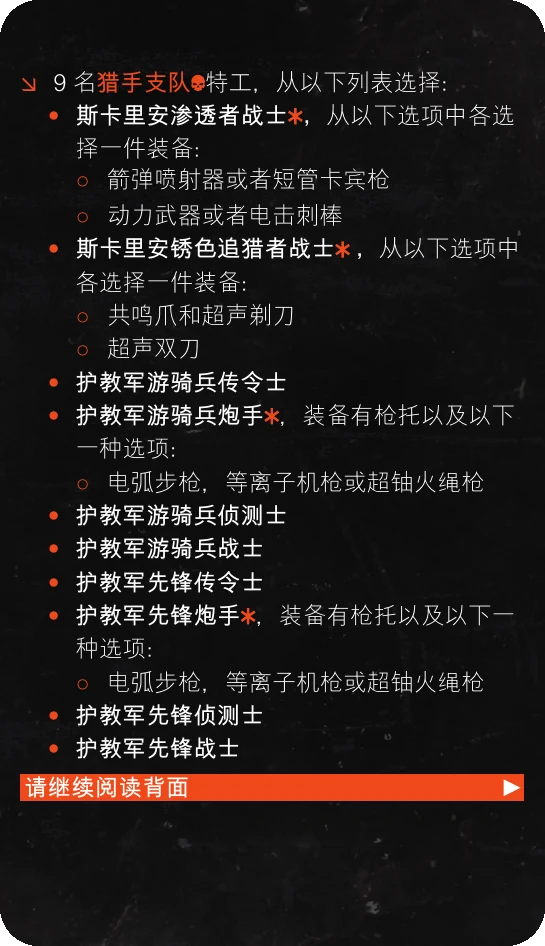 ↘ 9 名猎手支队💀特工，从以下列表选择：
• 斯卡里安渗透者战士*，从以下选项中各选
择一件装备：
○ 箭弹喷射器或者短管卡宾枪
○ 动力武器或者电击刺棒
• 斯卡里安锈色追猎者战士*，从以下选项中
各选择一件装备：
○ 共鸣爪和超声剃刀
○ 超声双刀
• 护教军游骑兵传令士
• 护教军游骑兵炮手*，装备有枪托以及以下
一种选项：
○ 电弧步枪，等离子机枪或超铀火绳枪
• 护教军游骑兵侦测士
• 护教军游骑兵战士
• 护教军先锋传令士
• 护教军先锋炮手*，装备有枪托以及以下一
种选项：
○ 电弧步枪，等离子机枪或超铀火绳枪
• 护教军先锋侦测士
• 护教军先锋战士
请继续阅读背面 ▶